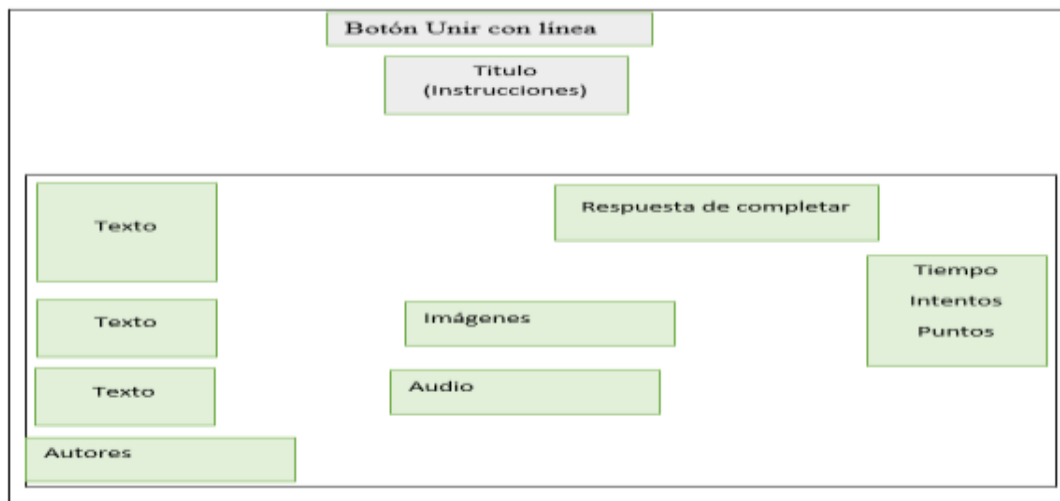 Botón Unir con línea
Titulo
(Instrucciones)
Texto
Respuesta de completar
Tiempo
Intentos
Puntos
Texto
Imágenes
Texto
Audio
Autores